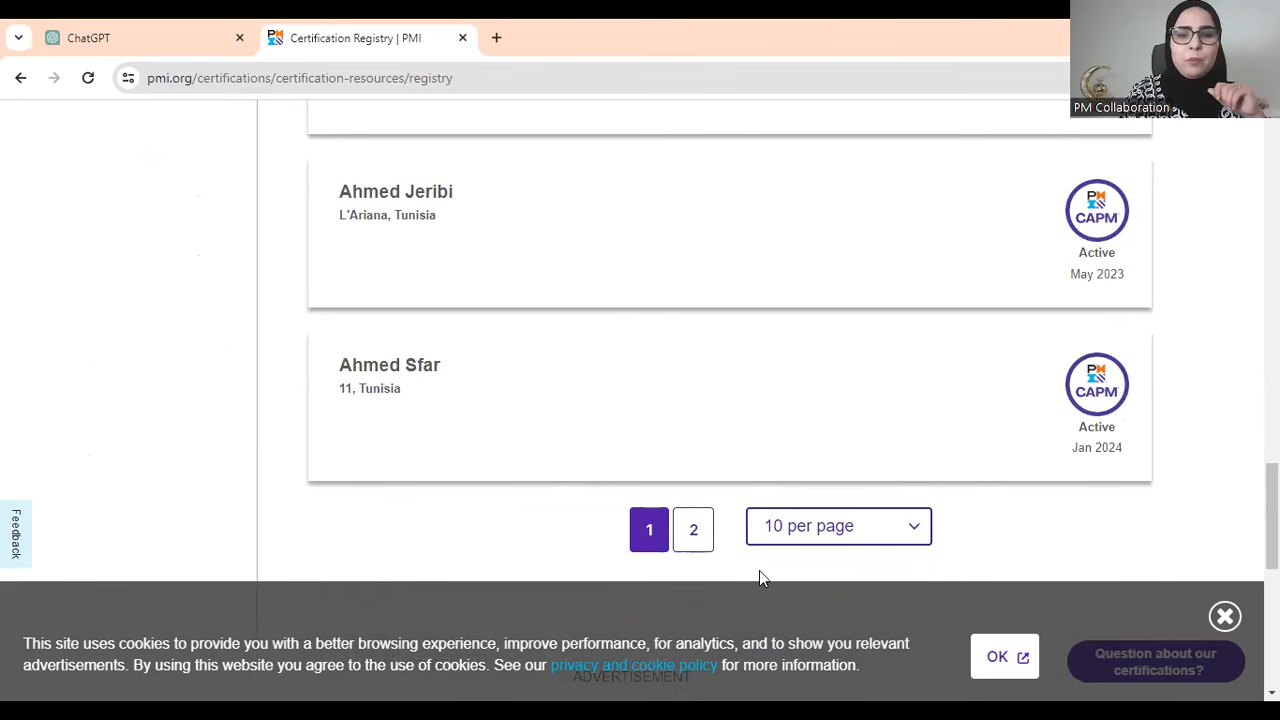 ChatGPT
Certification Registry | PMI
pmi.org/certifications/certification-resources/registry
PM Collaboration
Ahmed Jeribi
L'Ariana, Tunisia
PMI
CAPM
Active
May 2023
Ahmed Sfar
11, Tunisia
PMI
CAPM
Active
Jan 2024
1 2 10 per page
Feedback
This site uses cookies to provide you with a better browsing experience, improve performance, for analytics, and to show you relevant
advertisements. By using this website you agree to the use of cookies. See our privacy and cookie policy for more information.
OK
Question about our
certifications?
ADVERTISEMENT